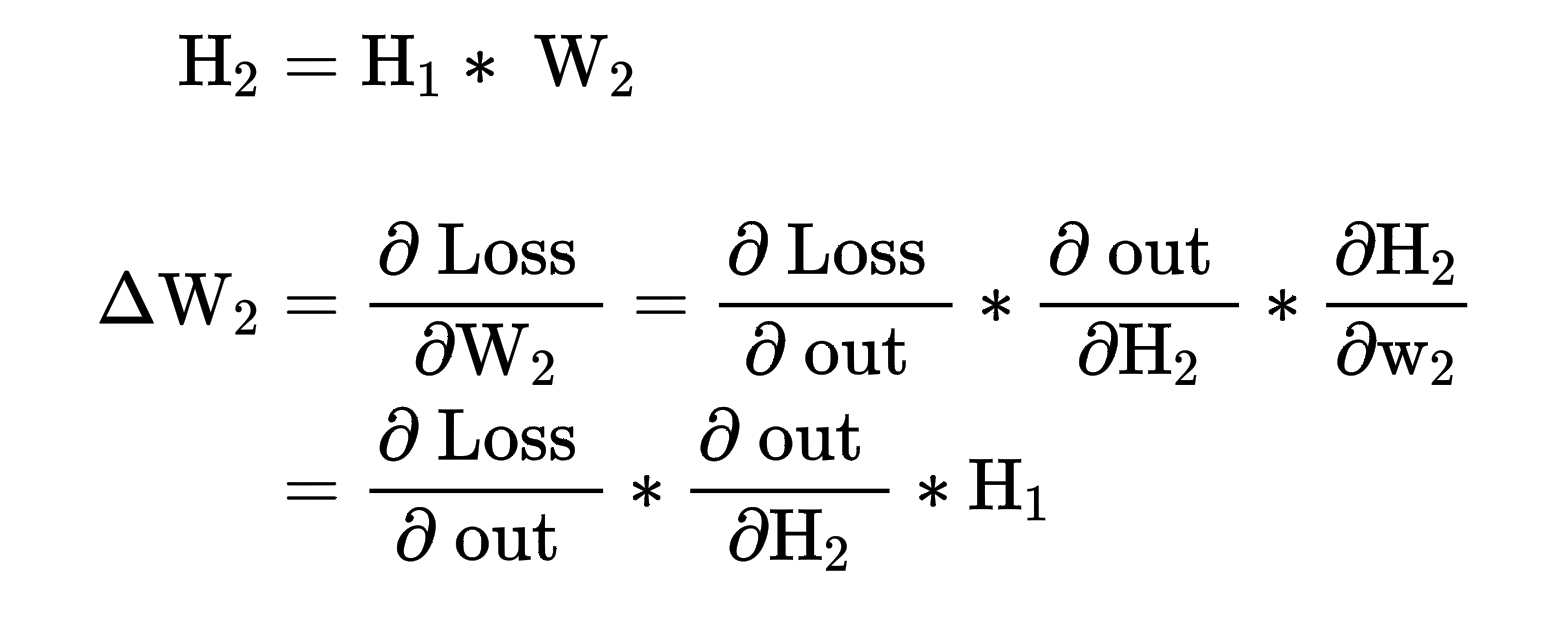 H₂ = H₁ * W₂
ΔW₂ = ∂ Loss / ∂W₂ = ∂ Loss / ∂ out * ∂ out / ∂H₂ * ∂H₂ / ∂w₂
= ∂ Loss / ∂ out * ∂ out / ∂H₂ * H₁